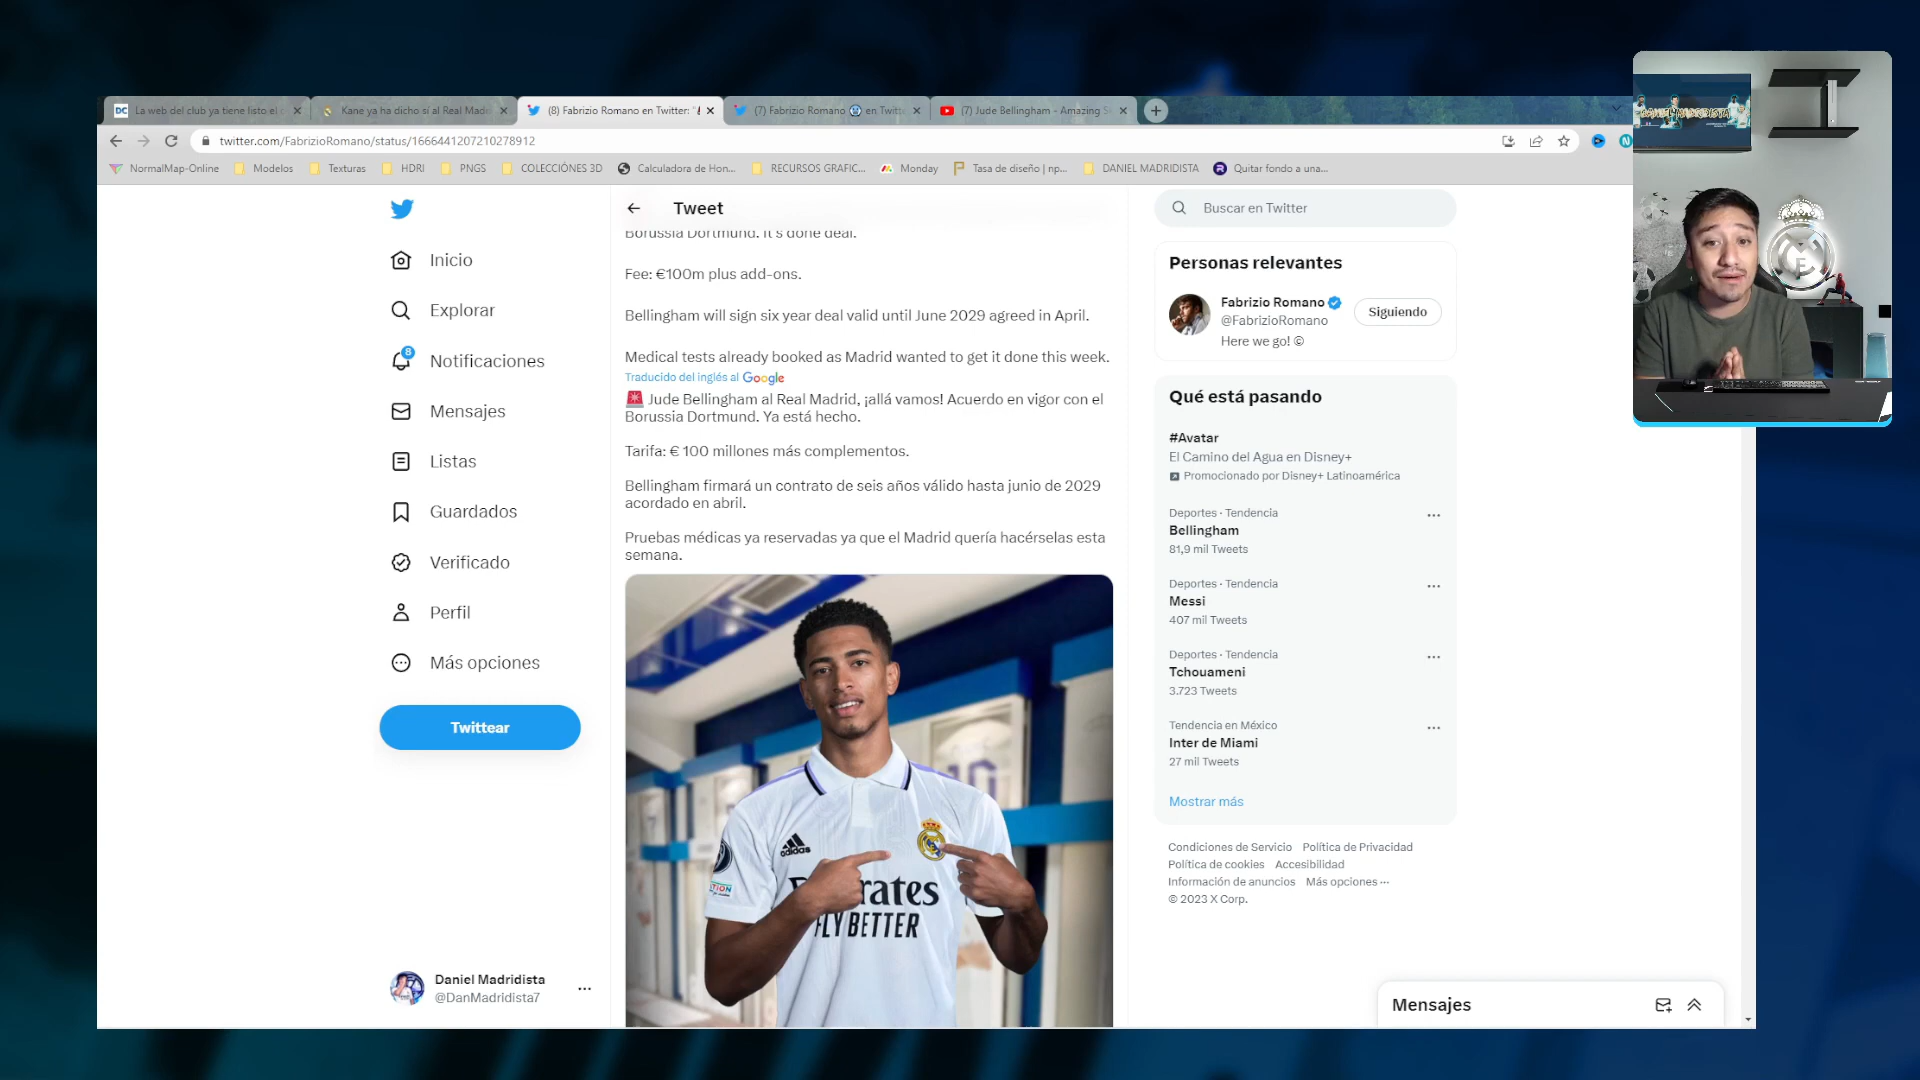 La web del club ya tiene listo el
Kane ya ha dicho sí al Real Mad
(8) Fabrizio Romano en Twitter: "
(7) Fabrizio Romano en Twitt
(7) Jude Bellingham - Amazing S
twitter.com/FabrizioRomano/status/1666441207210278912
NormalMap-Online
Modelos
Texturas
HDRI
PNGS
COLECCIÓNES 3D
Calculadora de Hon...
RECURSOS GRAFIC...
Monday
Tasa de diseño | np...
DANIEL MADRIDISTA
Quitar fondo a una...
Inicio
Explorar
8
Notificaciones
Mensajes
Listas
Guardados
Verificado
Perfil
Más opciones
Twittear
Daniel Madridista
@DanMadridista7
Tweet
Borussia Dortmund. It's done deal.
Fee: €100m plus add-ons.
Bellingham will sign six year deal valid until June 2029 agreed in April.
Medical tests already booked as Madrid wanted to get it done this week.
Traducido del inglés al Google
Jude Bellingham al Real Madrid, ¡allá vamos! Acuerdo en vigor con el
Borussia Dortmund. Ya está hecho.
Tarifa: € 100 millones más complementos.
Bellingham firmará un contrato de seis años válido hasta junio de 2029
acordado en abril.
Pruebas médicas ya reservadas ya que el Madrid quería hacérselas esta
semana.
adidas
FLY BETTER
Buscar en Twitter
Personas relevantes
Fabrizio Romano
@FabrizioRomano
Here we go! ©
Siguiendo
Qué está pasando
#Avatar
El Camino del Agua en Disney+
Promocionado por Disney+ Latinoamérica
Deportes · Tendencia
Bellingham
81,9 mil Tweets
Deportes · Tendencia
Messi
407 mil Tweets
Deportes · Tendencia
Tchouameni
3.723 Tweets
Tendencia en México
Inter de Miami
27 mil Tweets
Mostrar más
Condiciones de Servicio Política de Privacidad
Política de cookies Accesibilidad
Información de anuncios Más opciones ···
© 2023 X Corp.
Mensajes